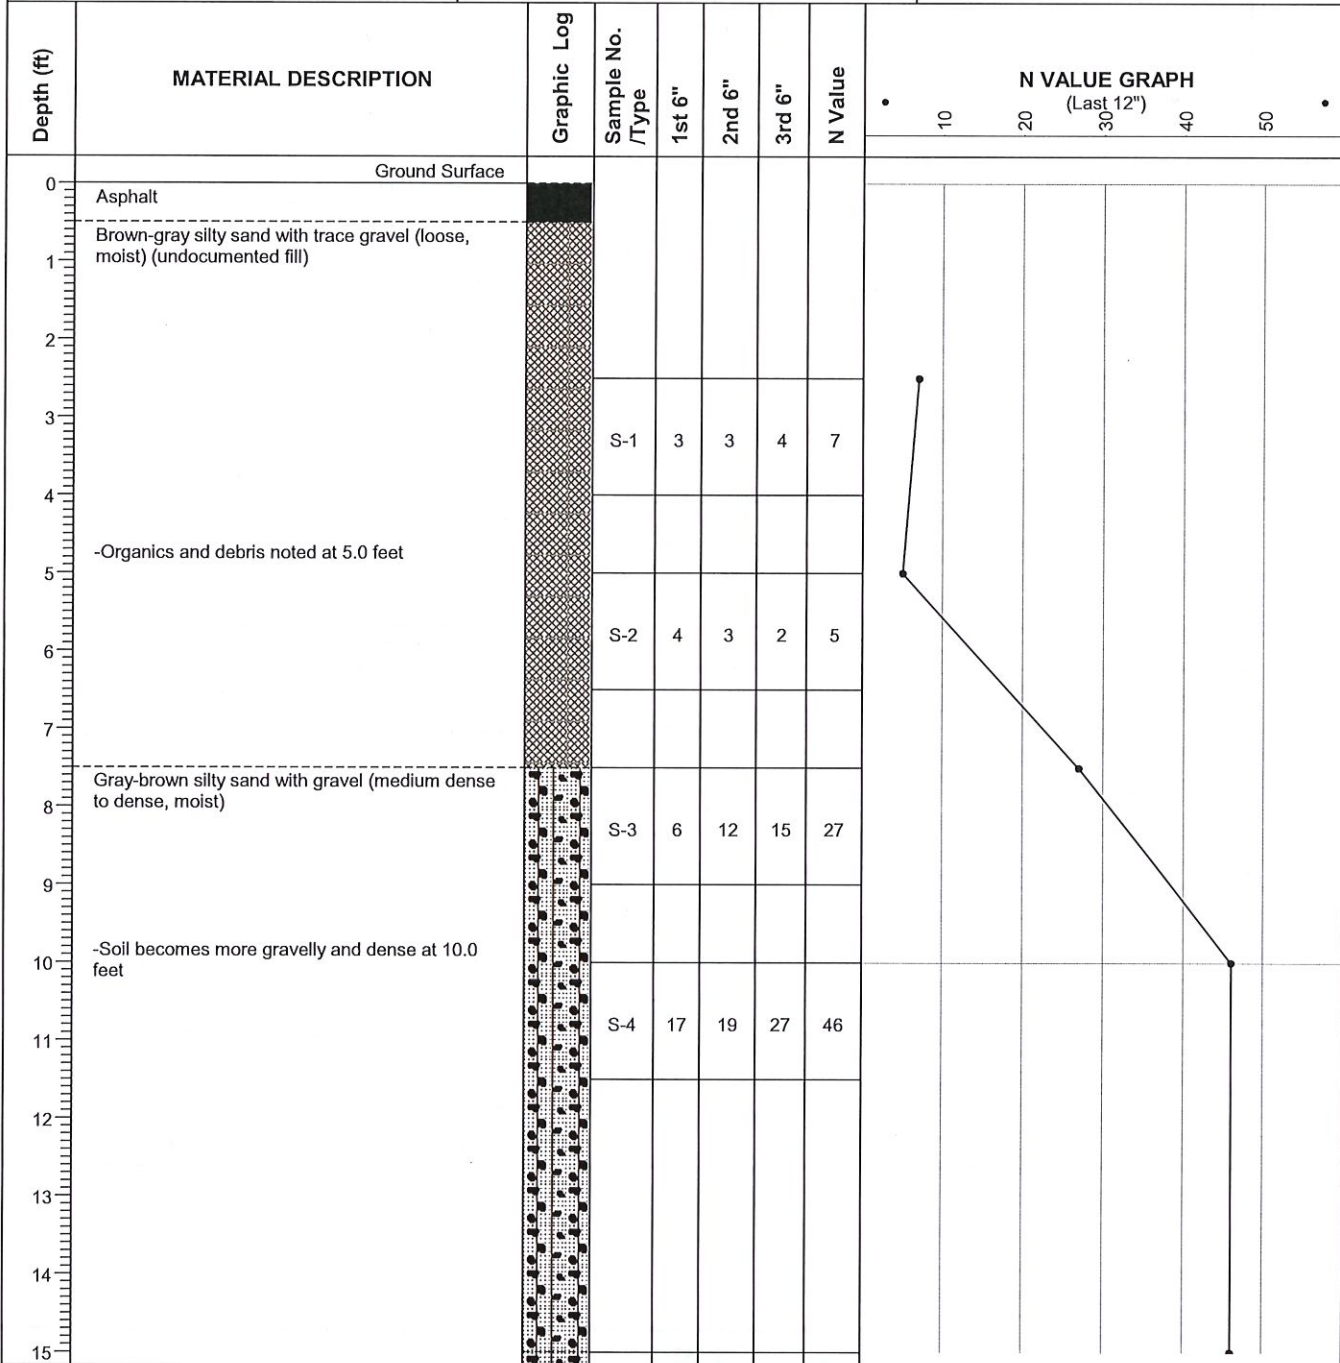 Depth (ft)
MATERIAL DESCRIPTION
Graphic Log
Sample No.
/Type
1st 6"
2nd 6"
3rd 6"
N Value
N VALUE GRAPH
(Last 12")
10
20
30
40
50
Ground Surface
0
Asphalt
Brown-gray silty sand with trace gravel (loose,
moist) (undocumented fill)
1
2
3
S-1 3 3 4 7
4
-Organics and debris noted at 5.0 feet
5
S-2 4 3 2 5
6
7
Gray-brown silty sand with gravel (medium dense
to dense, moist)
8
S-3 6 12 15 27
9
-Soil becomes more gravelly and dense at 10.0
feet
10
S-4 17 19 27 46
11
12
13
14
15